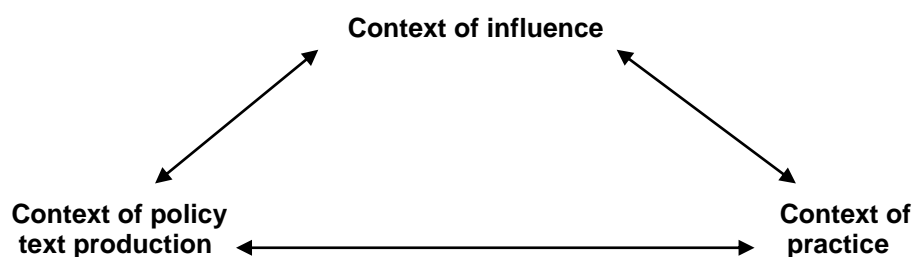 Context of influence
Context of policy
text production
Context of
practice